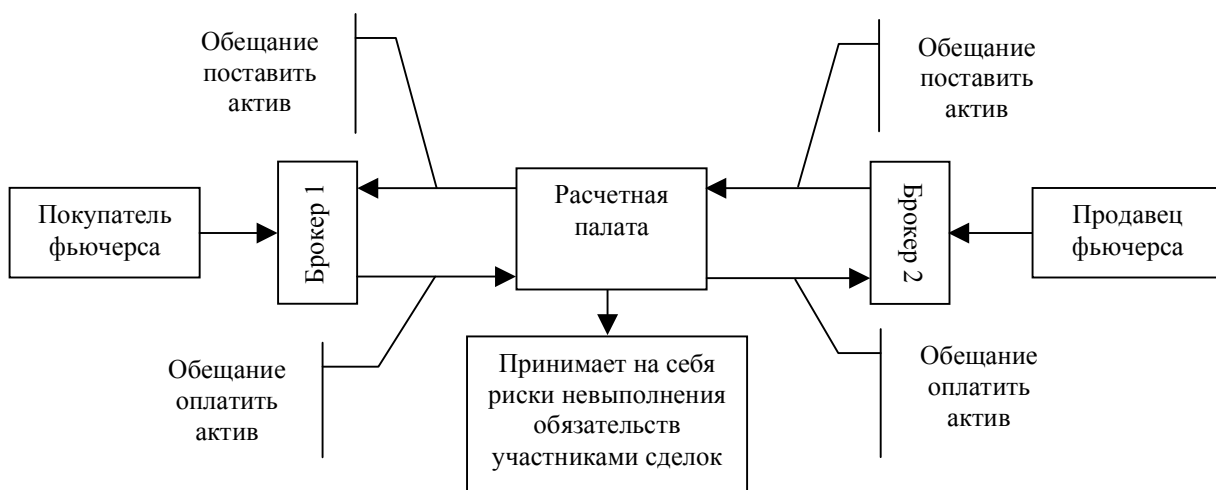 Обещание
поставить
актив
Обещание
поставить
актив
Покупатель
фьючерса
Брокер 1
Расчетная
палата
Брокер 2
Продавец
фьючерса
Обещание
оплатить
актив
Принимает на себя
риски невыполнения
обязательств
участниками сделок
Обещание
оплатить
актив